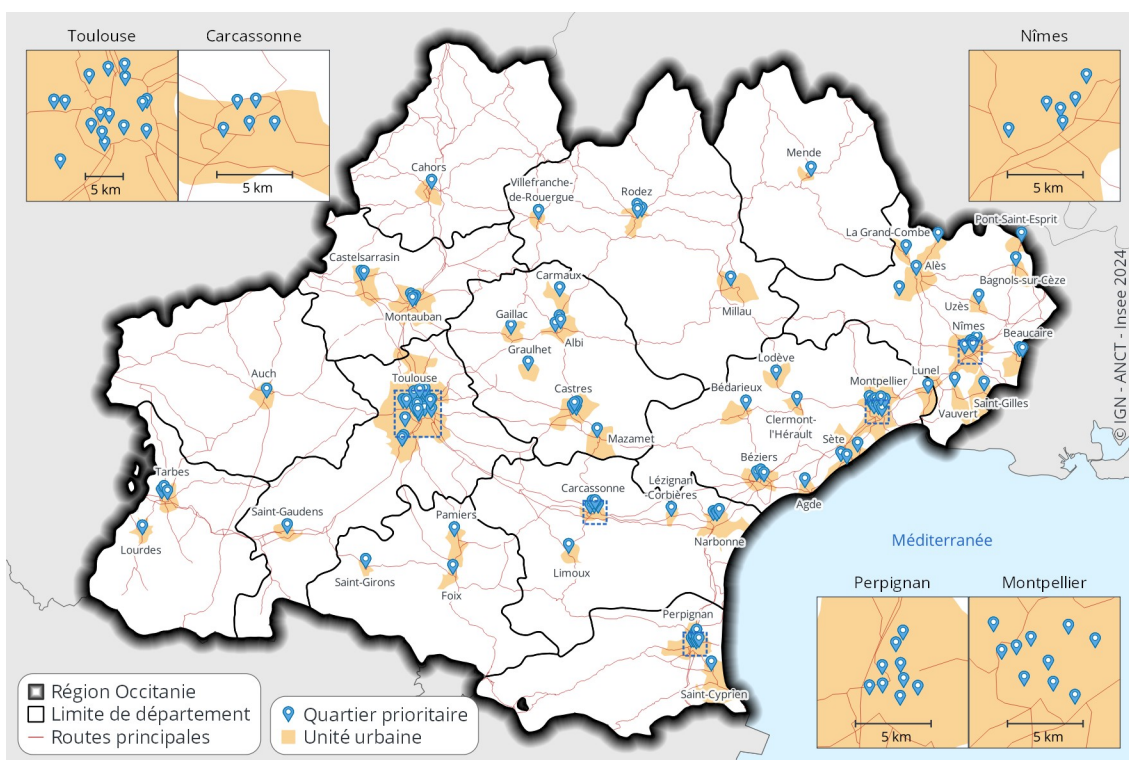 Toulouse
Carcassonne
Nîmes
5 km
5 km
5 km
Cahors
Villefranche-
de-Rouergue
Rodez
Mende
La Grand-Combe
Pont-Saint-Esprit
Castelsarrasin
Alès
Carmaux
Bagnols-sur-Cèze
Montauban
Gaillac
Millau
Uzès
Nîmes
Beaucaire
Albi
Graulhet
Lodève
Auch
Toulouse
Castres
Bédarieux
Montpellier
Lunel
Saint-Gilles
Vauvert
Clermont-
l'Hérault
Mazamet
Sète
Béziers
Tarbes
Carcassonne
Lézignan
-Corbières
Agde
Saint-Gaudens
Pamiers
Narbonne
Lourdes
Saint-Girons
Foix
Limoux
Méditerranée
Perpignan
Montpellier
Perpignan
Saint-Cyprien
5 km
5 km
Région Occitanie
Limite de département
Routes principales
Quartier prioritaire
Unité urbaine
© IGN - ANCT - Insee 2024